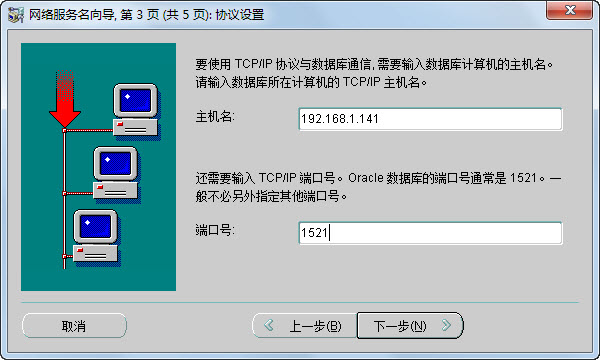 网络服务名向导, 第 3 页 (共 5 页): 协议设置
要使用 TCP/IP 协议与数据库通信, 需要输入数据库计算机的主机名。
请输入数据库所在计算机的 TCP/IP 主机名。
主机名:
192.168.1.141
还需要输入 TCP/IP 端口号。Oracle 数据库的端口号通常是 1521。一
般不必另外指定其他端口号。
端口号:
1521
取消
上一步(B)
下一步(N)